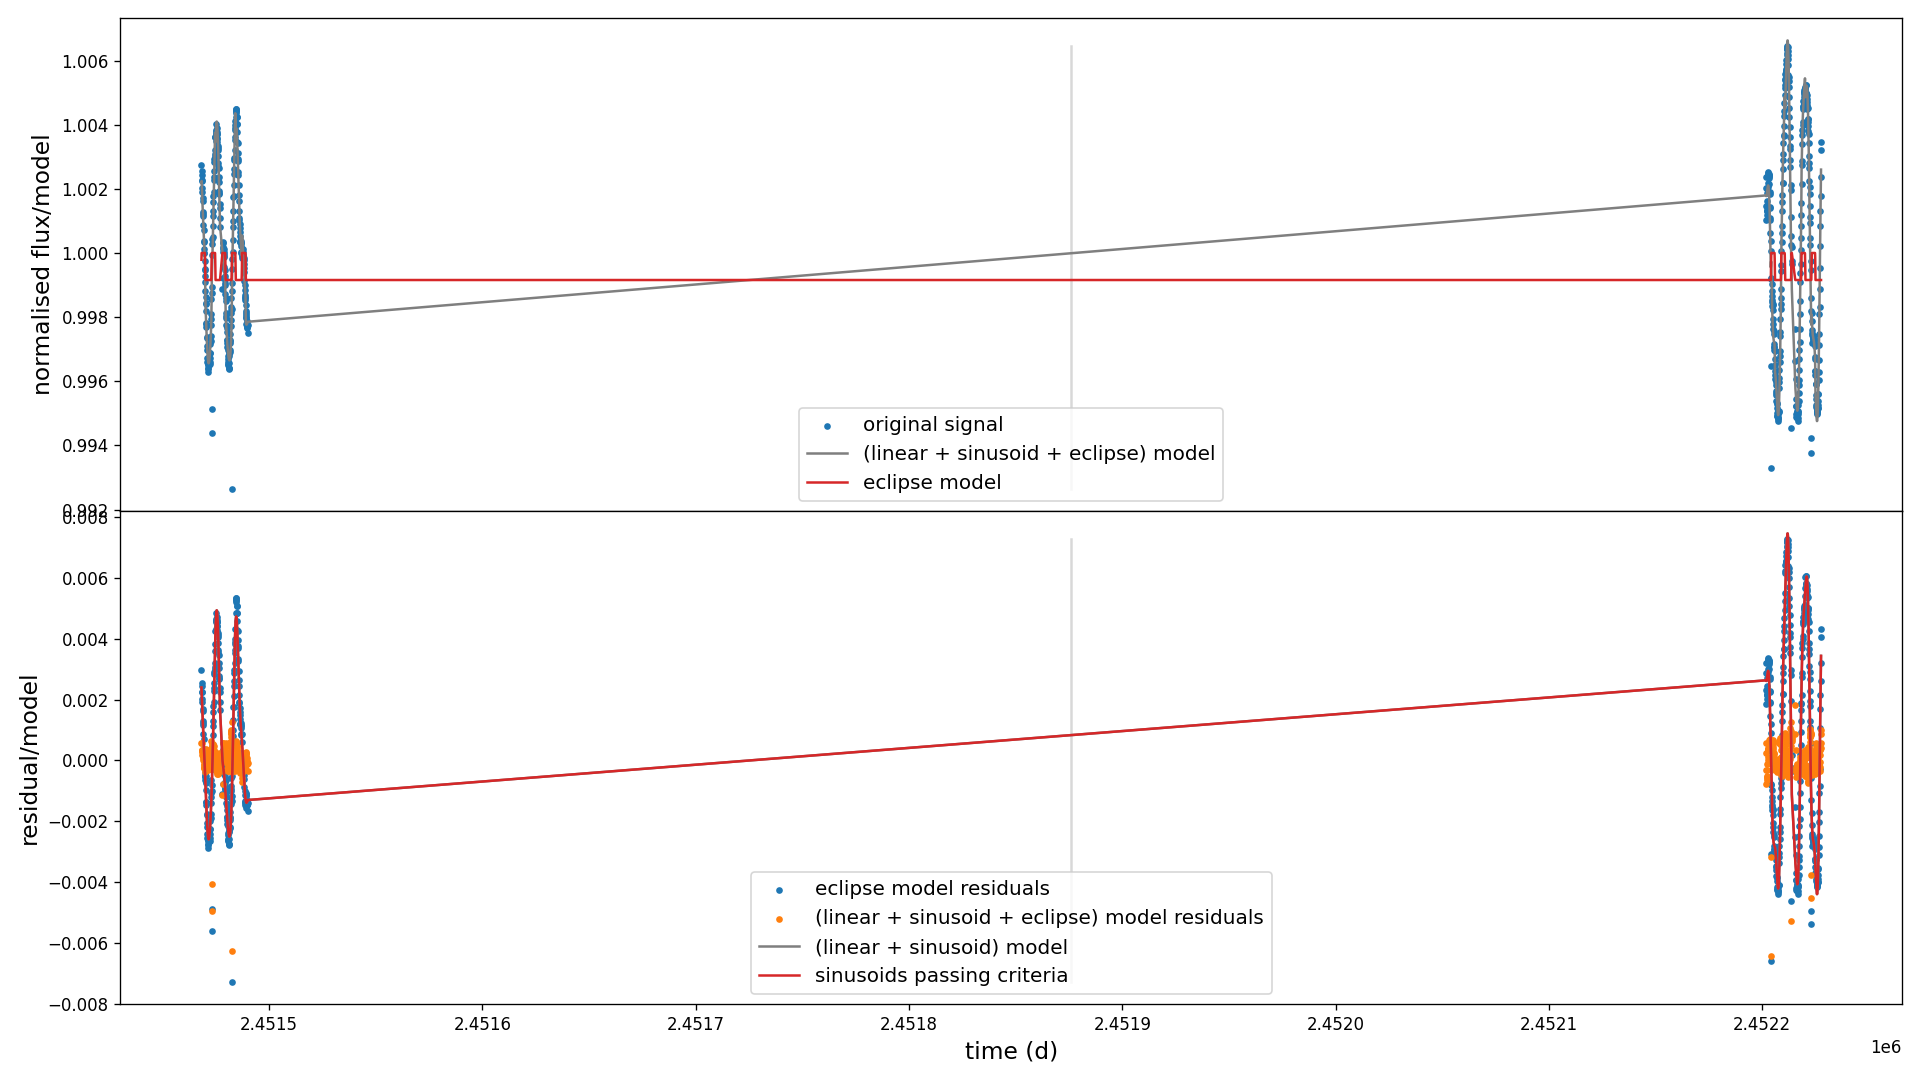 1.006
1.004
1.002
1.000
0.998
0.996
0.994
0.992
normalised flux/model
original signal
(linear + sinusoid + eclipse) model
eclipse model
0.008
0.006
0.004
0.002
0.000
−0.002
−0.004
−0.006
−0.008
residual/model
eclipse model residuals
(linear + sinusoid + eclipse) model residuals
(linear + sinusoid) model
sinusoids passing criteria
2.4515 2.4516 2.4517 2.4518 2.4519 2.4520 2.4521 2.4522
1e6
time (d)